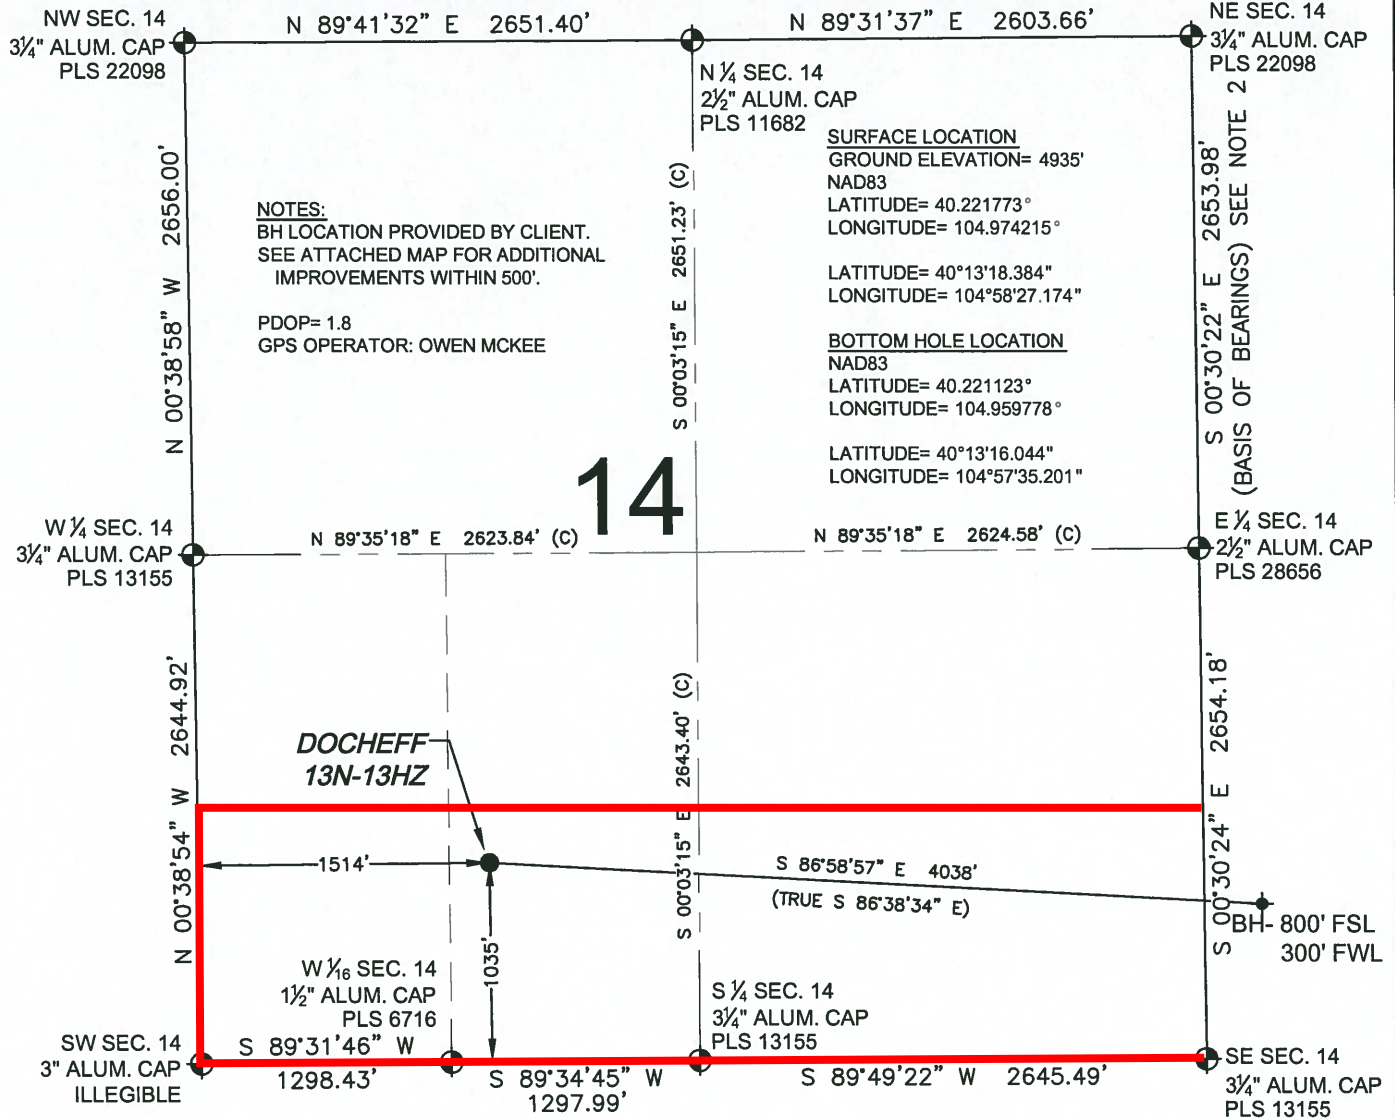 N 89°41'32" E 2651.40'
N 89°31'37" E 2603.66'
NW SEC. 14
3¼" ALUM. CAP
PLS 22098
NE SEC. 14
3¼" ALUM. CAP
PLS 22098
N ¼ SEC. 14
2½" ALUM. CAP
PLS 11682
N 00°38'58" W 2656.00'
NOTES:
BH LOCATION PROVIDED BY CLIENT.
SEE ATTACHED MAP FOR ADDITIONAL
IMPROVEMENTS WITHIN 500'.
PDOP= 1.8
GPS OPERATOR: OWEN MCKEE
S 00°03'15" E 2651.23' (C)
SURFACE LOCATION
GROUND ELEVATION= 4935'
NAD83
LATITUDE= 40.221773°
LONGITUDE= 104.974215°
LATITUDE= 40°13'18.384"
LONGITUDE= 104°58'27.174"
BOTTOM HOLE LOCATION
NAD83
LATITUDE= 40.221123°
LONGITUDE= 104.959778°
LATITUDE= 40°13'16.044"
LONGITUDE= 104°57'35.201"
S 00°30'22" E 2653.98'
(BASIS OF BEARINGS) SEE NOTE 2
14
W ¼ SEC. 14
3¼" ALUM. CAP
PLS 13155
N 89°35'18" E 2623.84' (C)
N 89°35'18" E 2624.58' (C)
E ¼ SEC. 14
2½" ALUM. CAP
PLS 28656
N 00°38'54" W 2644.92'
DOCHEFF
13N-13HZ
S 00°03'15" E 2643.40' (C)
S 00°30'24" E 2654.18'
1514'
S 86°58'57" E 4038'
(TRUE S 86°38'34" E)
BH- 800' FSL
300' FWL
1035'
W 1⁄16 SEC. 14
1½" ALUM. CAP
PLS 6716
S ¼ SEC. 14
3¼" ALUM. CAP
PLS 13155
SW SEC. 14
3" ALUM. CAP
ILLEGIBLE
S 89°31'46" W
1298.43'
S 89°34'45" W
1297.99'
S 89°49'22" W 2645.49'
SE SEC. 14
3¼" ALUM. CAP
PLS 13155